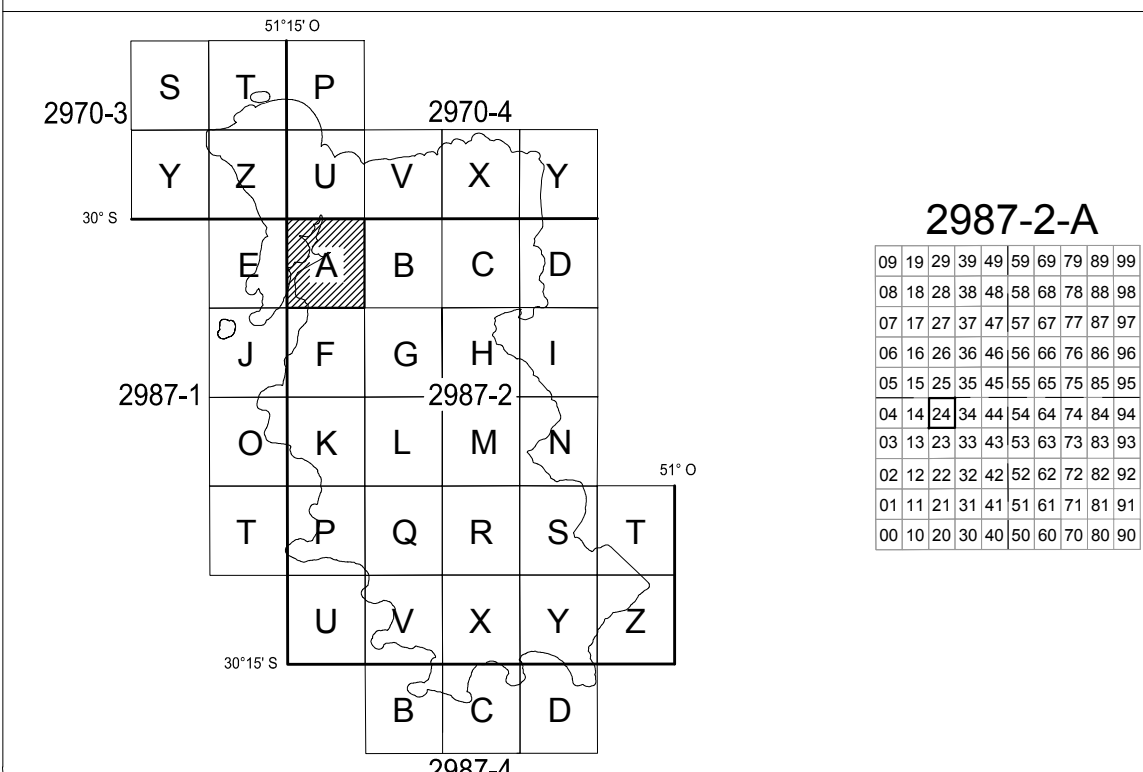 51°15' O
S T P
2970-3 2970-4
Y Z U V X Y
30° S
E A B C D
J F G H I
2987-1 2987-2
O K L M N
51° O
T P Q R S T
U V X Y Z
30°15' S
B C D
2987-4
2987-2-A
09 19 29 39 49 59 69 79 89 99
08 18 28 38 48 58 68 78 88 98
07 17 27 37 47 57 67 77 87 97
06 16 26 36 46 56 66 76 86 96
05 15 25 35 45 55 65 75 85 95
04 14 24 34 44 54 64 74 84 94
03 13 23 33 43 53 63 73 83 93
02 12 22 32 42 52 62 72 82 92
01 11 21 31 41 51 61 71 81 91
00 10 20 30 40 50 60 70 80 90